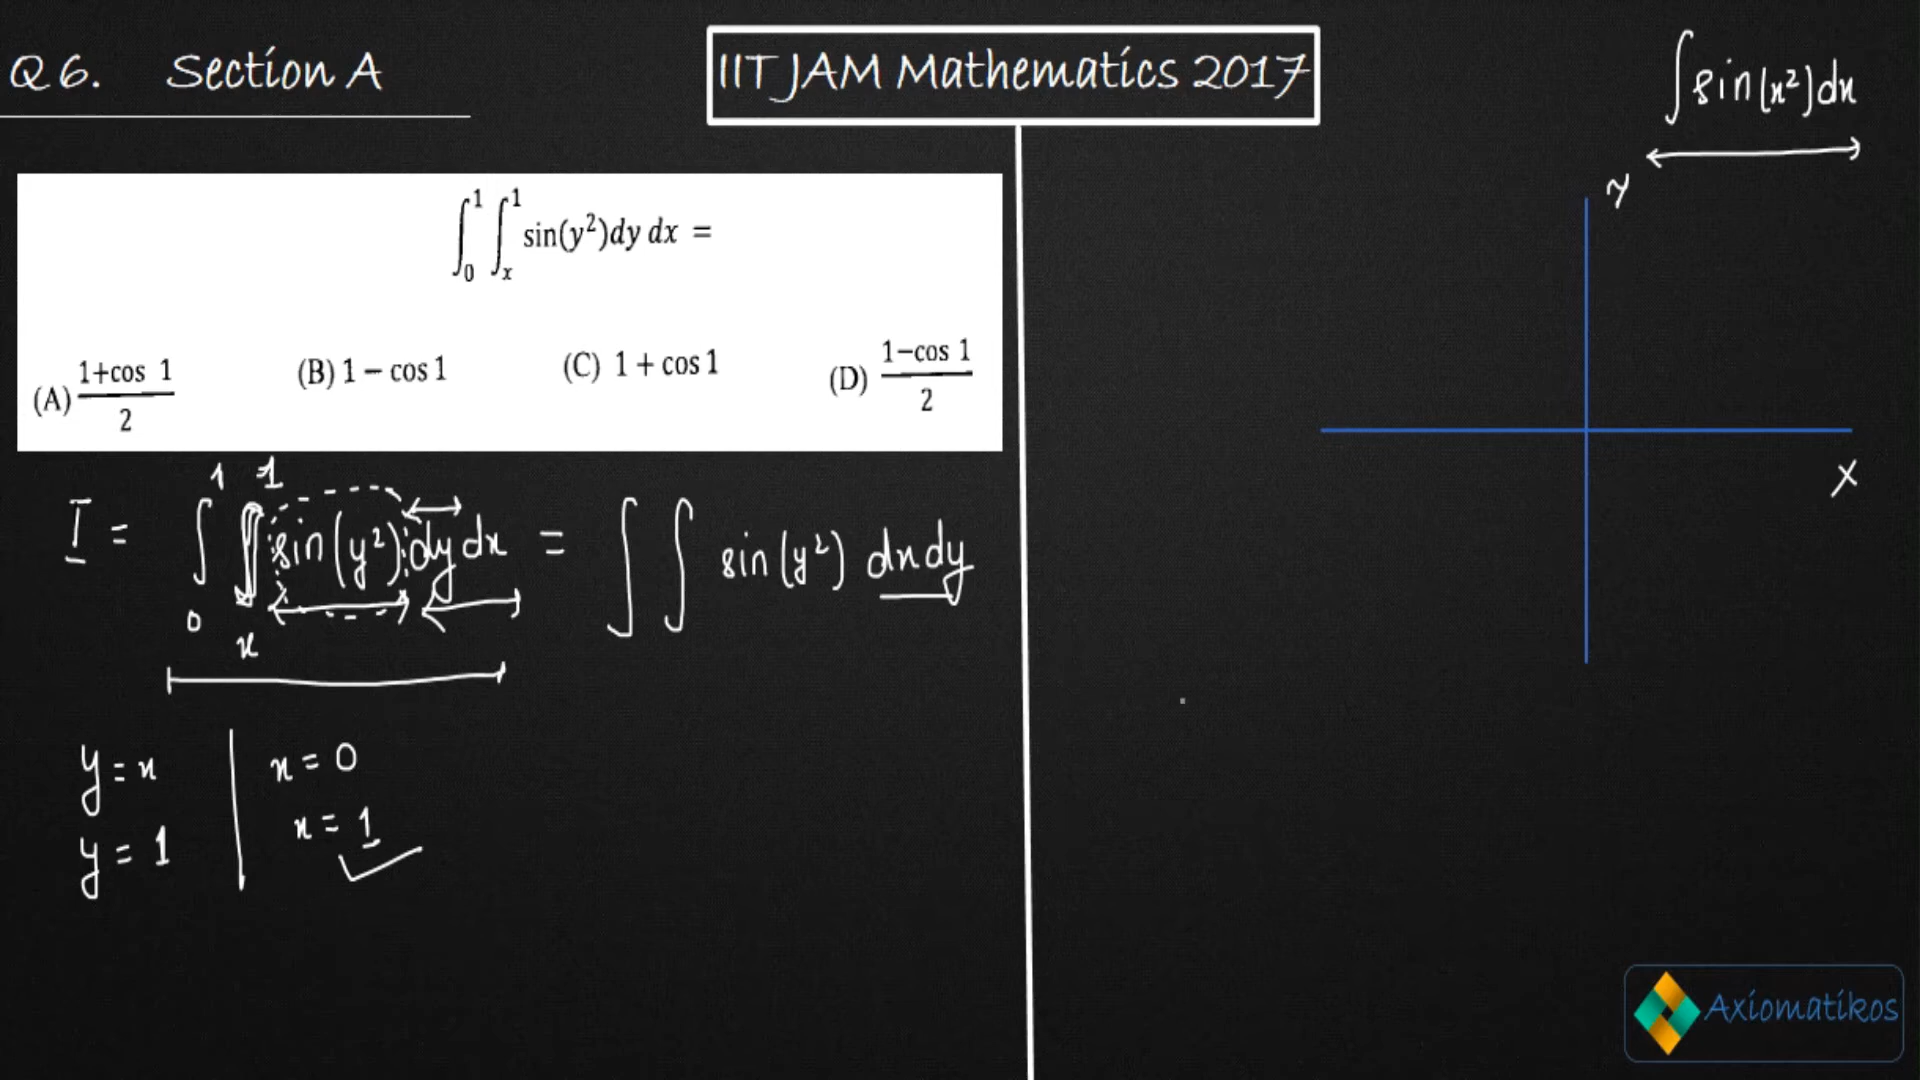 Q 6. Section A
IIT JAM Mathematics 2017
∫sin(x²)dx
∫₀¹ ∫ₓ¹ sin(y²)dy dx =
(A) 1+cos 1 / 2 (B) 1 − cos 1 (C) 1 + cos 1 (D) 1−cos 1 / 2
I = ∫₀¹ ∫ₓ¹ sin(y²) dy dx = ∫ ∫ sin(y²) dx dy
y = x | x = 0
y = 1 | x = 1
Y
X
Axiomatikos